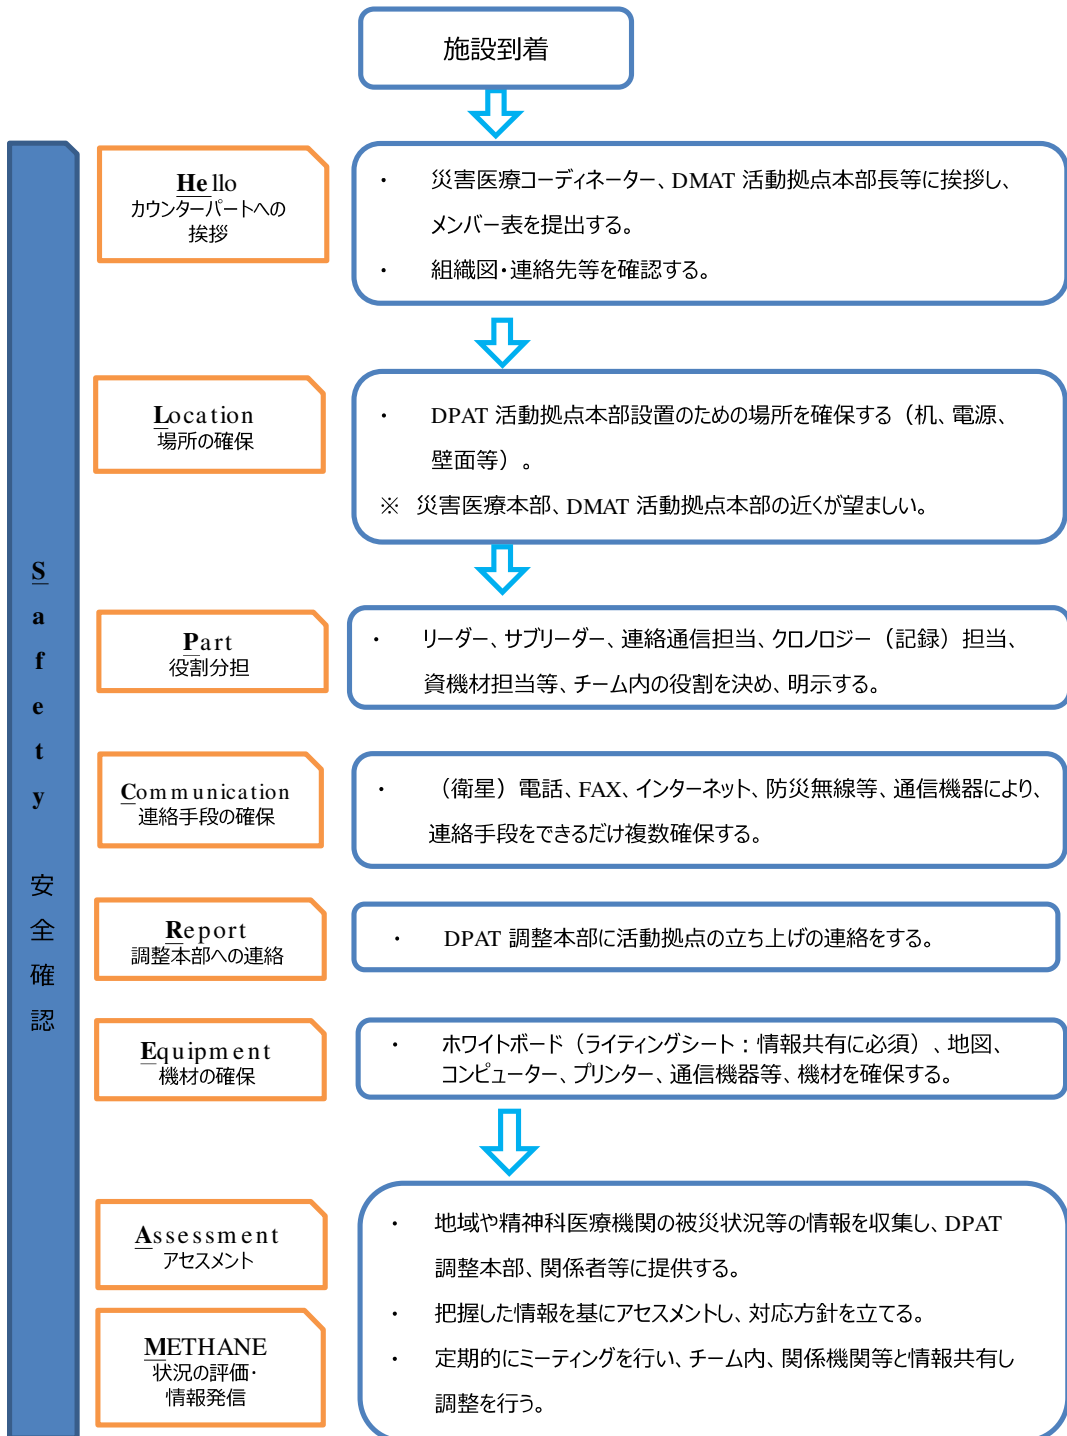 施設到着
Hello
カウンターパートへの
挨拶
・ 災害医療コーディネーター、DMAT 活動拠点本部長等に挨拶し、
メンバー表を提出する。
・ 組織図・連絡先等を確認する。
Location
場所の確保
・ DPAT 活動拠点本部設置のための場所を確保する（机、電源、
壁面等）。
※ 災害医療本部、DMAT 活動拠点本部の近くが望ましい。
Part
役割分担
・ リーダー、サブリーダー、連絡通信担当、クロノロジー（記録）担当、
資機材担当等、チーム内の役割を決め、明示する。
Communication
連絡手段の確保
・ （衛星）電話、FAX、インターネット、防災無線等、通信機器により、
連絡手段をできるだけ複数確保する。
Report
調整本部への連絡
・ DPAT 調整本部に活動拠点の立ち上げの連絡をする。
Equipment
機材の確保
・ ホワイトボード（ライティングシート：情報共有に必須）、地図、
コンピューター、プリンター、通信機器等、機材を確保する。
Assessment
アセスメント
METHANE
状況の評価・
情報発信
・ 地域や精神科医療機関の被災状況等の情報を収集し、DPAT
調整本部、関係者等に提供する。
・ 把握した情報を基にアセスメントし、対応方針を立てる。
・ 定期的にミーティングを行い、チーム内、関係機関等と情報共有し
調整を行う。
Safety 安全確認